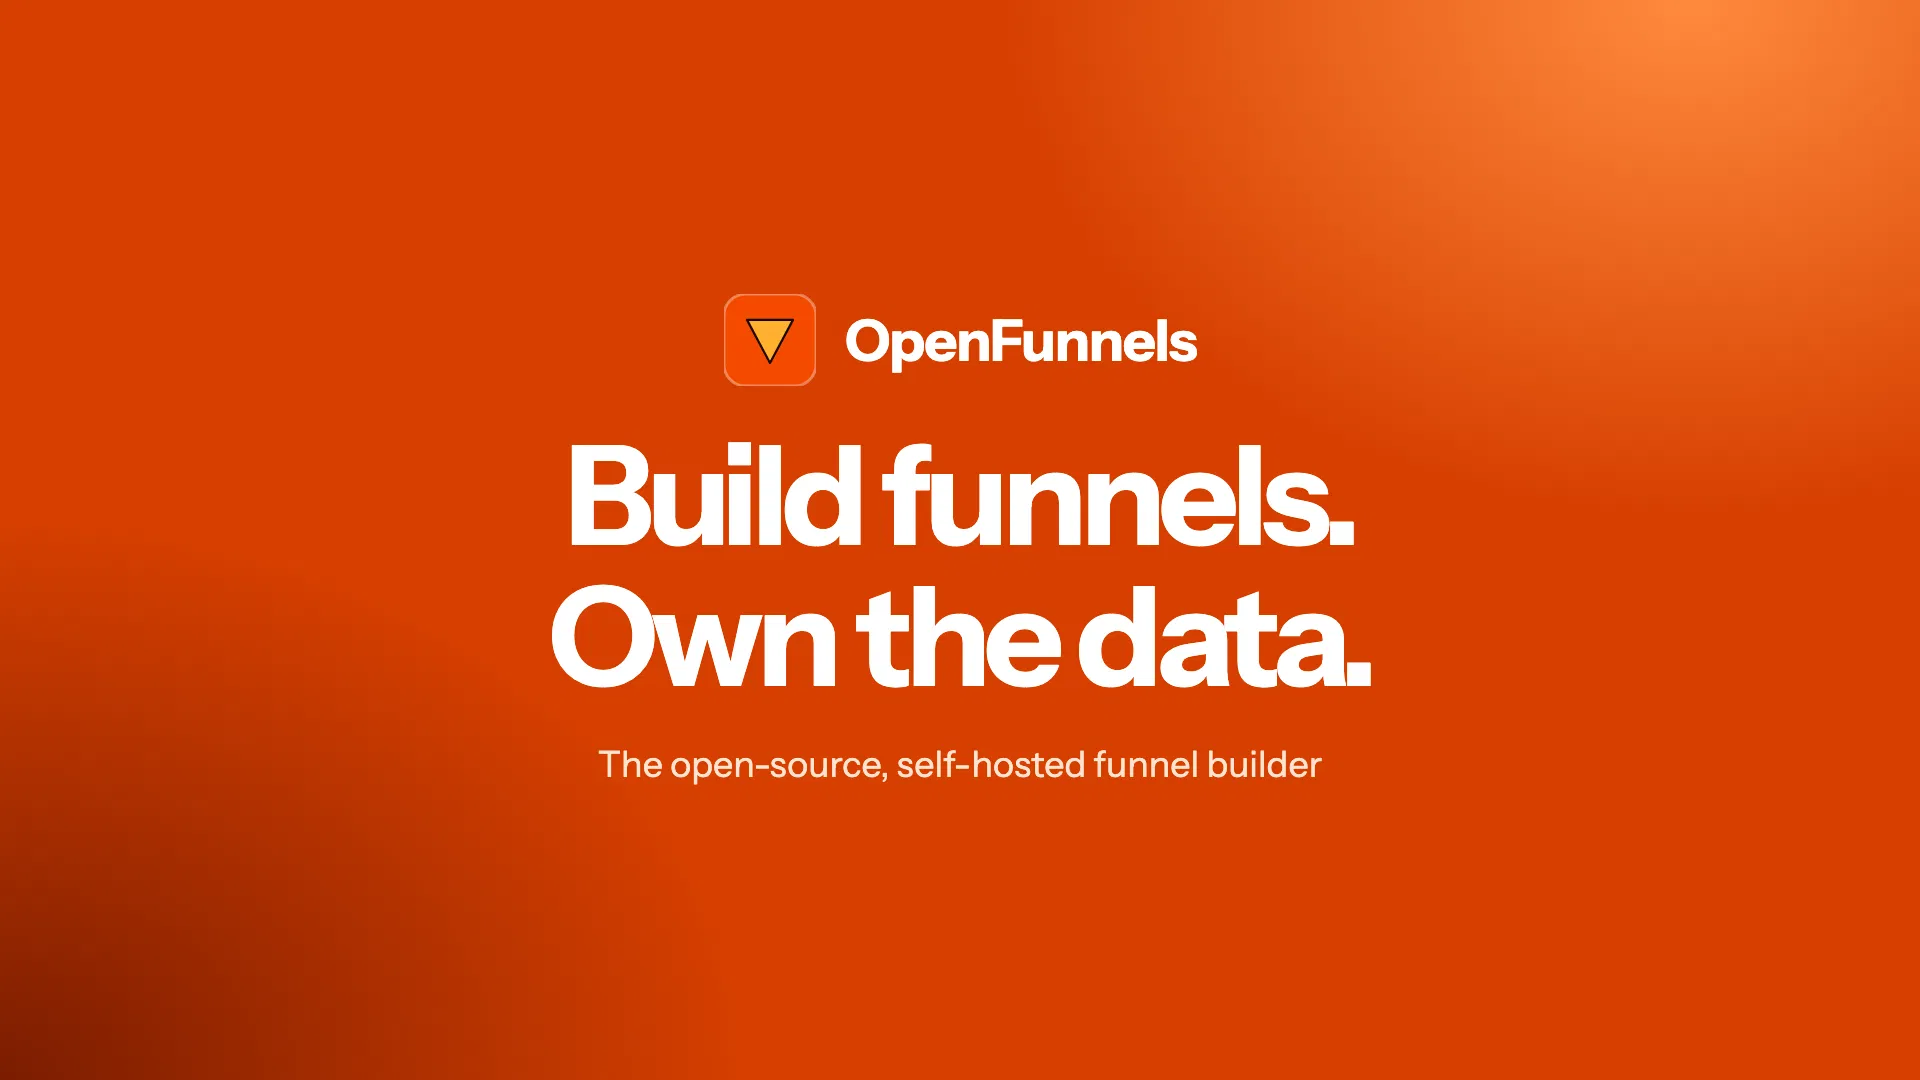 OpenFunnels
Build funnels.
Own the data.
The open-source, self-hosted funnel builder